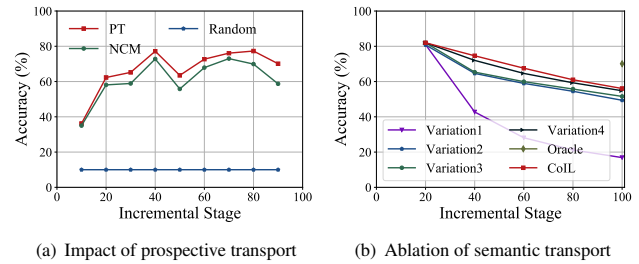 100
80
60
40
20
0
Accuracy (%)
PT
NCM
Random
0 20 40 60 80 100
Incremental Stage
(a) Impact of prospective transport
100
80
60
40
20
0
Accuracy (%)
Variation1
Variation2
Variation3
Variation4
Oracle
CoIL
0 20 40 60 80 100
Incremental Stage
(b) Ablation of semantic transport